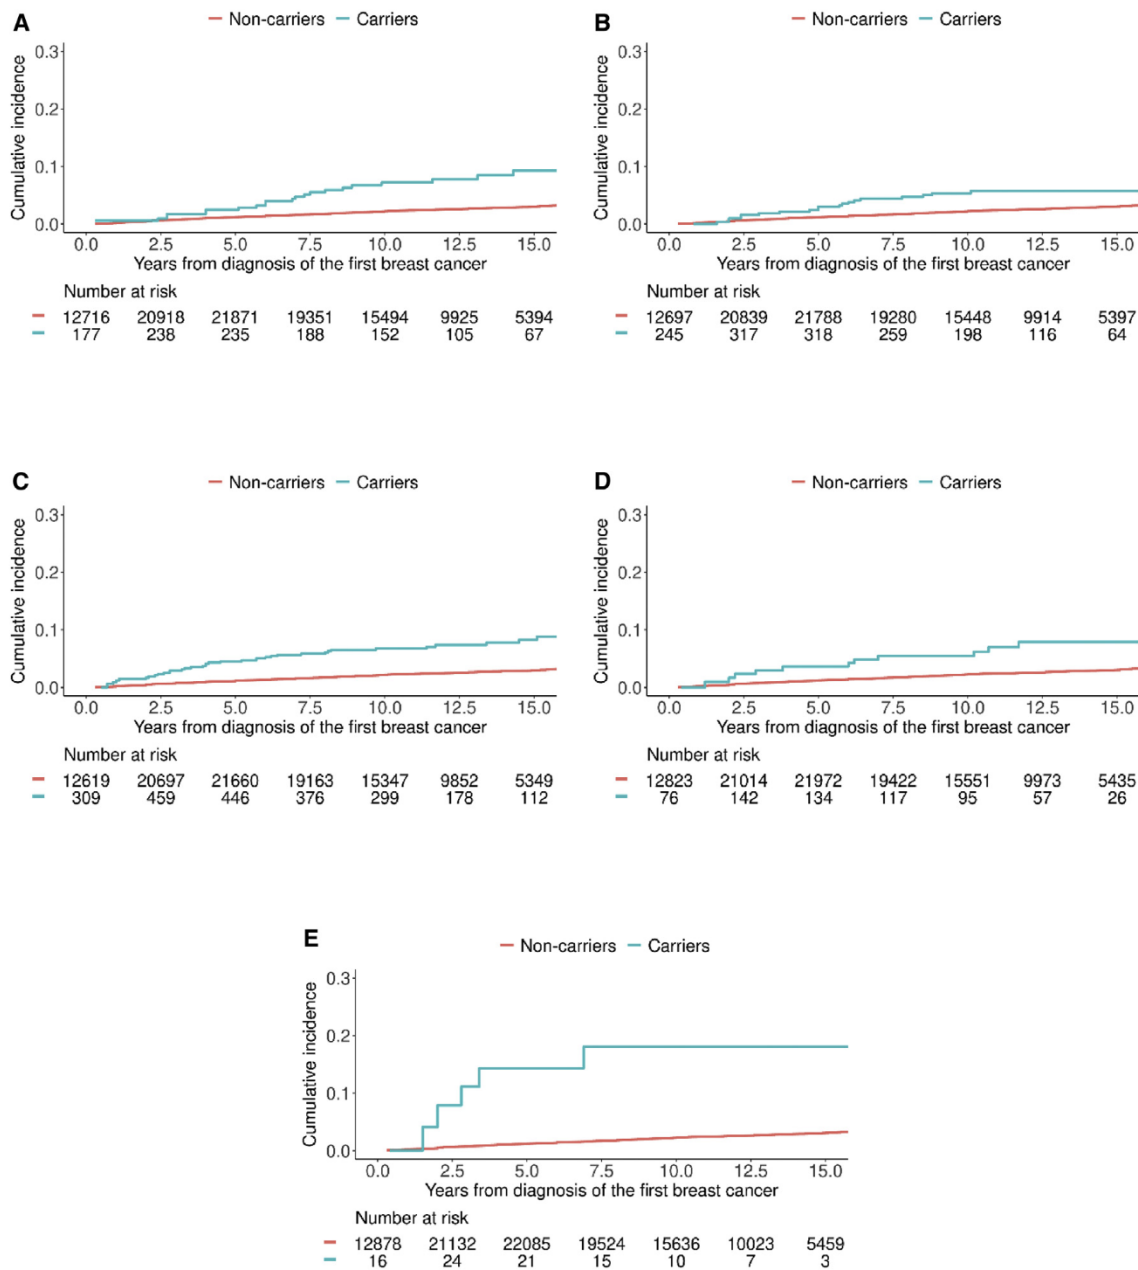 A
Non-carriers Carriers
0.3
0.2
0.1
0.0
Cumulative incidence
0.0 2.5 5.0 7.5 10.0 12.5 15.0
Years from diagnosis of the first breast cancer
Number at risk
12716 20918 21871 19351 15494 9925 5394
177 238 235 188 152 105 67
B
Non-carriers Carriers
0.3
0.2
0.1
0.0
Cumulative incidence
0.0 2.5 5.0 7.5 10.0 12.5 15.0
Years from diagnosis of the first breast cancer
Number at risk
12697 20839 21788 19280 15448 9914 5397
245 317 318 259 198 116 64
C
Non-carriers Carriers
0.3
0.2
0.1
0.0
Cumulative incidence
0.0 2.5 5.0 7.5 10.0 12.5 15.0
Years from diagnosis of the first breast cancer
Number at risk
12619 20697 21660 19163 15347 9852 5349
309 459 446 376 299 178 112
D
Non-carriers Carriers
0.3
0.2
0.1
0.0
Cumulative incidence
0.0 2.5 5.0 7.5 10.0 12.5 15.0
Years from diagnosis of the first breast cancer
Number at risk
12823 21014 21972 19422 15551 9973 5435
76 142 134 117 95 57 26
E
Non-carriers Carriers
0.3
0.2
0.1
0.0
Cumulative incidence
0.0 2.5 5.0 7.5 10.0 12.5 15.0
Years from diagnosis of the first breast cancer
Number at risk
12878 21132 22085 19524 15636 10023 5459
16 24 21 15 10 7 3